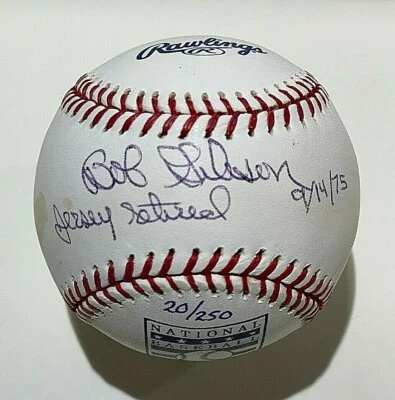 Rawlings
R
Bob Gibson
Jersey retired 9/14/75
20/250
NATIONAL
BASEBALL